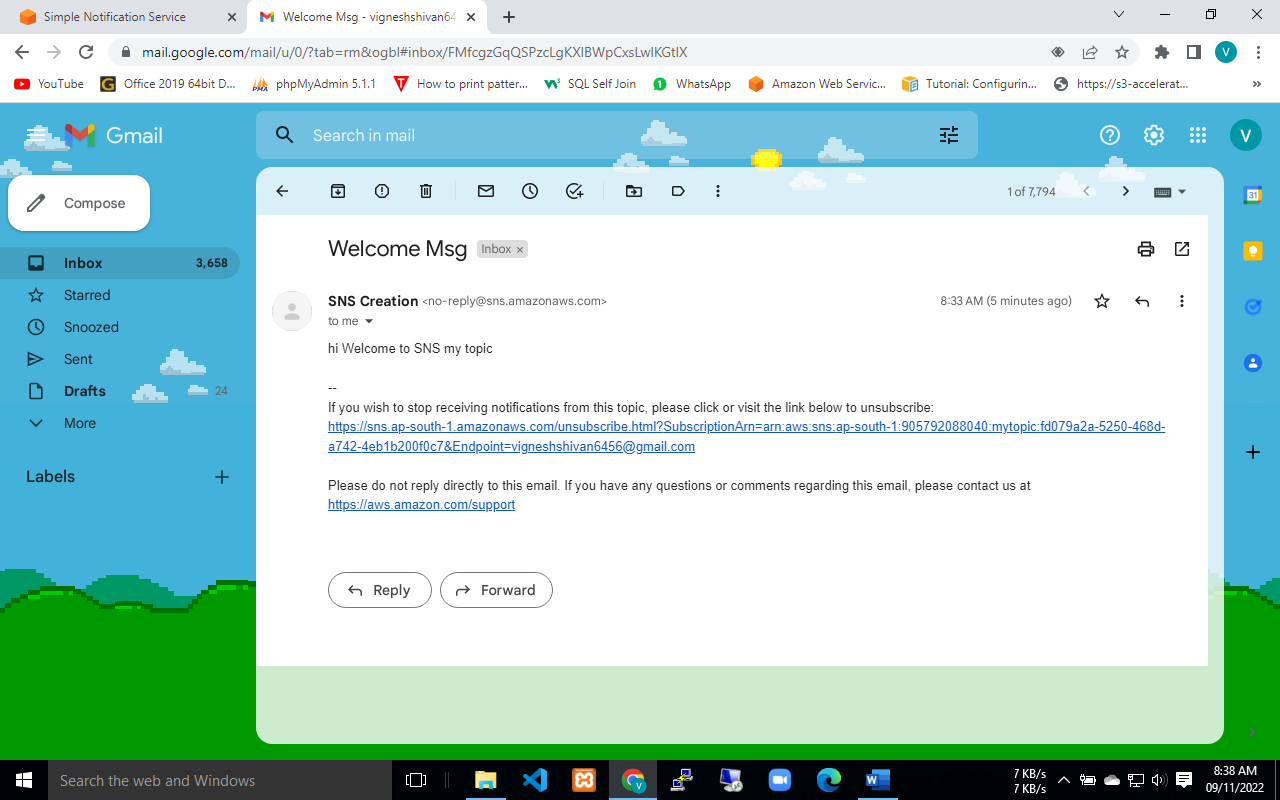 Simple Notification Service
Welcome Msg - vigneshshivan64
mail.google.com/mail/u/0/?tab=rm&ogbl#inbox/FMfcgzGqQSPzcLgKXlBWpCxsLwlKGtlX
V
YouTube
Office 2019 64bit D...
phpMyAdmin 5.1.1
How to print patter...
SQL Self Join
WhatsApp
Amazon Web Servic...
Tutorial: Configurin...
https://s3-accelerat...
»
Gmail
Search in mail
V
Compose
1 of 7,794
Inbox 3,658
Starred
Snoozed
Sent
Drafts 24
More
Labels
Welcome Msg
Inbox ×
SNS Creation <no-reply@sns.amazonaws.com>
8:33 AM (5 minutes ago)
to me
hi Welcome to SNS my topic
--
If you wish to stop receiving notifications from this topic, please click or visit the link below to unsubscribe:
https://sns.ap-south-1.amazonaws.com/unsubscribe.html?SubscriptionArn=arn:aws:sns:ap-south-1:905792088040:mytopic:fd079a2a-5250-468d-
a742-4eb1b200f0c7&Endpoint=vigneshshivan6456@gmail.com
Please do not reply directly to this email. If you have any questions or comments regarding this email, please contact us at
https://aws.amazon.com/support
Reply
Forward
31
Search the web and Windows
7 KB/s
7 KB/s
8:38 AM
09/11/2022